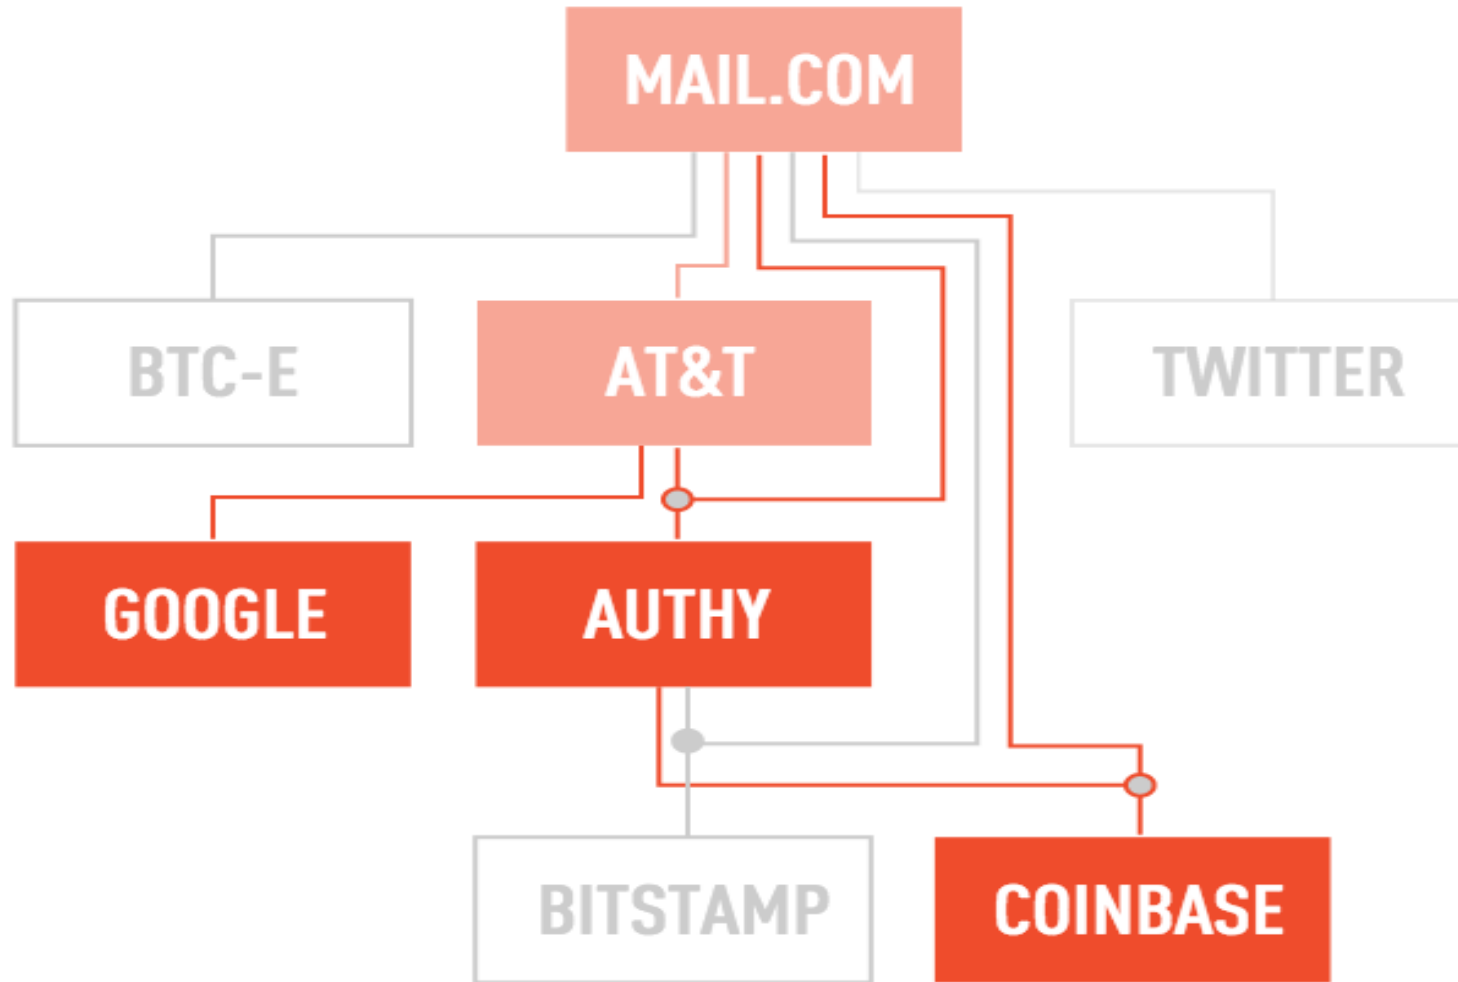 MAIL.COM
BTC-E
AT&T
TWITTER
GOOGLE
AUTHY
BITSTAMP
COINBASE